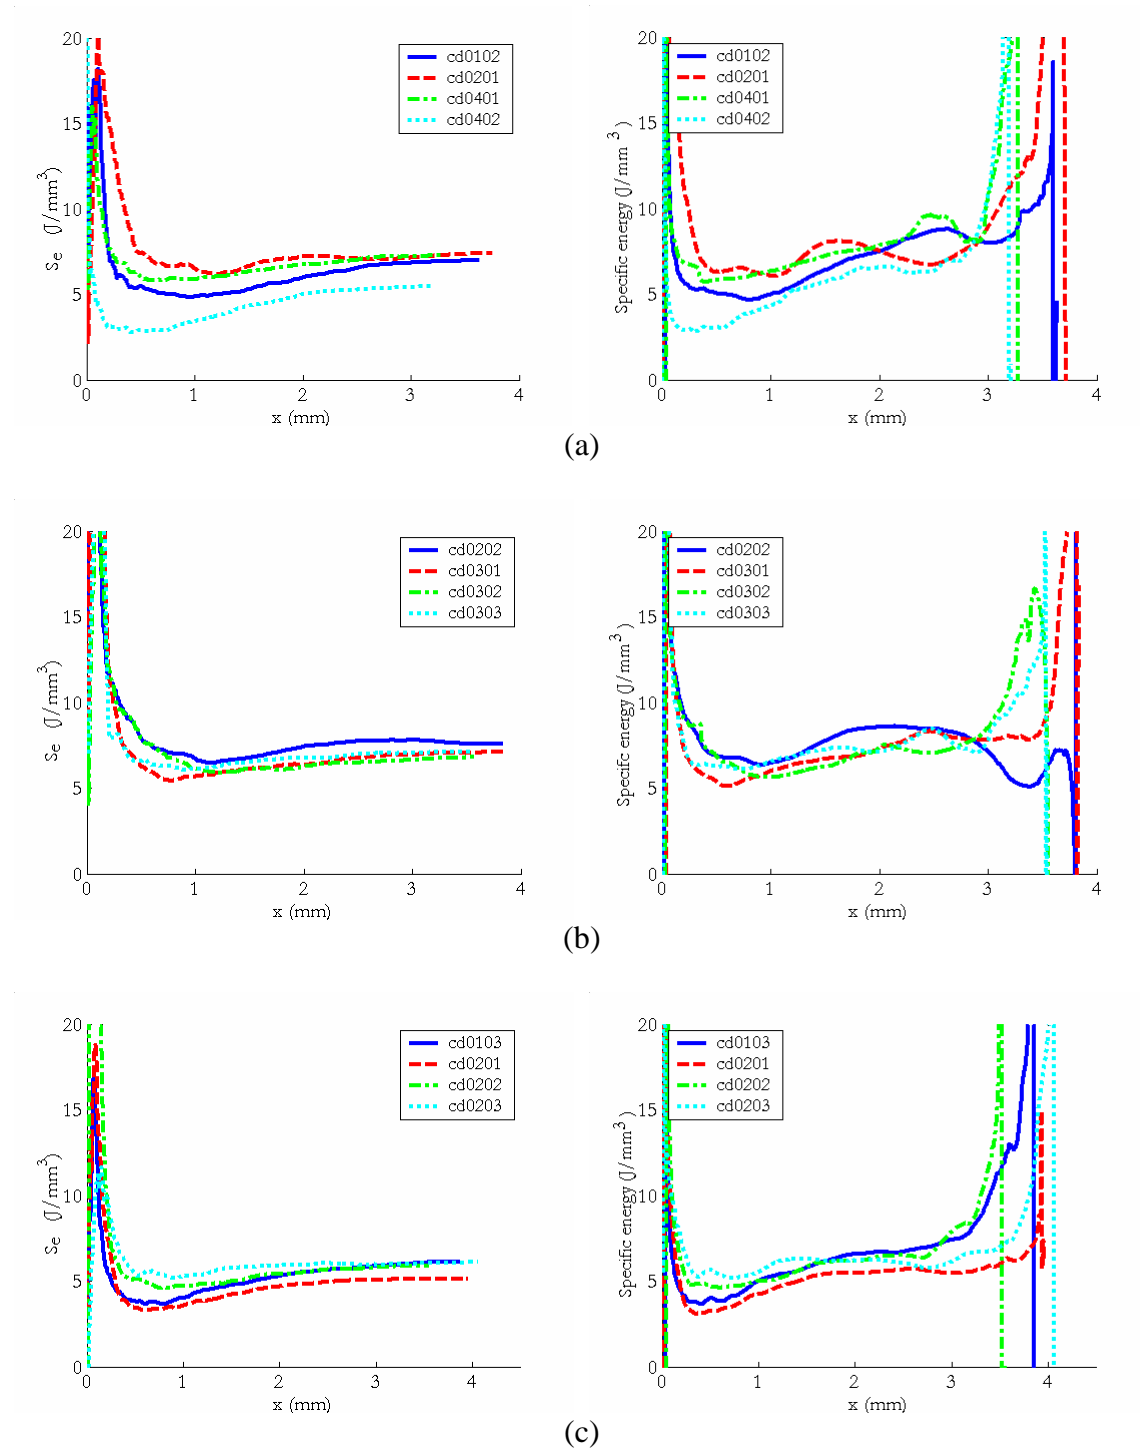 20
15
10
5
0
0 1 2 3 4
S_e (J/mm³)
x (mm)
cd0102
cd0201
cd0401
cd0402
20
15
10
5
0
0 1 2 3 4
Specific energy (J/mm³)
x (mm)
cd0102
cd0201
cd0401
cd0402
(a)
20
15
10
5
0
0 1 2 3 4
S_e (J/mm³)
x (mm)
cd0202
cd0301
cd0302
cd0303
20
15
10
5
0
0 1 2 3 4
Specific energy (J/mm³)
x (mm)
cd0202
cd0301
cd0302
cd0303
(b)
20
15
10
5
0
0 1 2 3 4
S_e (J/mm³)
x (mm)
cd0103
cd0201
cd0202
cd0203
20
15
10
5
0
0 1 2 3 4
Specific energy (J/mm³)
x (mm)
cd0103
cd0201
cd0202
cd0203
(c)